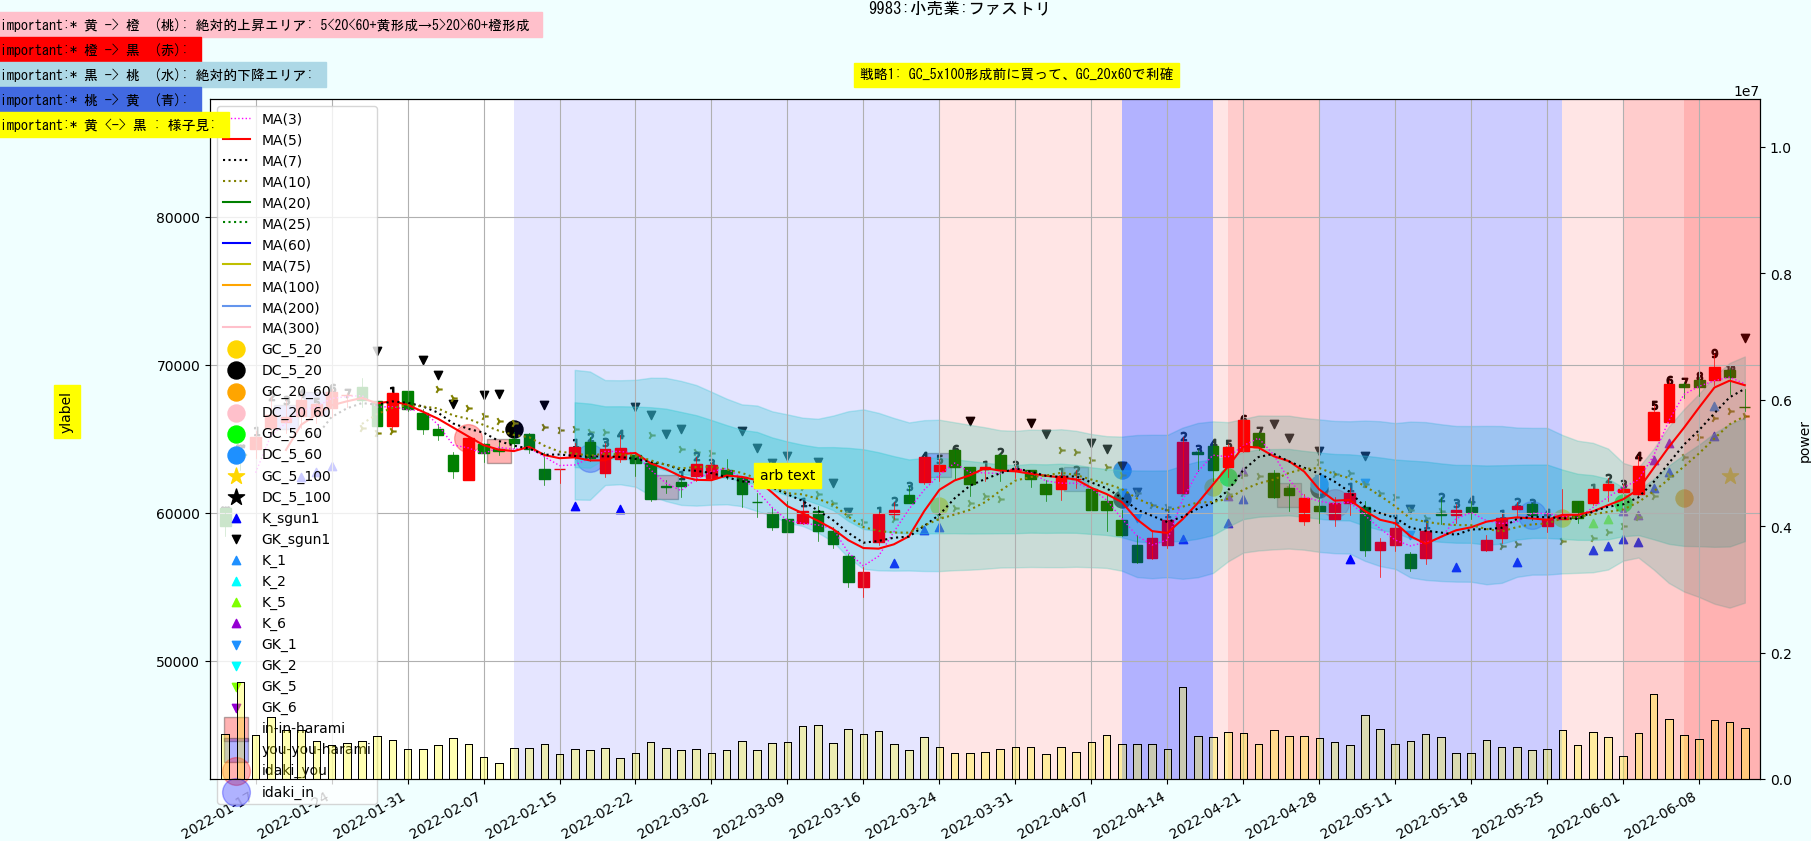 9983:小売業:ファストリ
important:* 黄 -> 橙 (桃): 絶対的上昇エリア: 5<20<60+黄形成→5>20>60+橙形成
important:* 橙 -> 黒 (赤):
important:* 黒 -> 桃 (水): 絶対的下降エリア:
戦略1: GC_5x100形成前に買って、GC_20x60で利確
important:* 桃 -> 黄 (青):
important:* 黄 <-> 黒 : 様子見:
1e7
MA(3)
MA(5)
MA(7)
MA(10)
MA(20)
MA(25)
MA(60)
MA(75)
MA(100)
MA(200)
MA(300)
GC_5_20
DC_5_20
GC_20_60
DC_20_60
GC_5_60
DC_5_60
GC_5_100
DC_5_100
K_sgun1
GK_sgun1
K_1
K_2
K_5
K_6
GK_1
GK_2
GK_5
GK_6
in-in-harami
you-you-harami
idaki_you
idaki_in
80000
70000
60000
50000
ylabel
arb text
1.0
0.8
0.6
0.4
0.2
0.0
power
2022-01-17
2022-01-24
2022-01-31
2022-02-07
2022-02-15
2022-02-22
2022-03-02
2022-03-09
2022-03-16
2022-03-24
2022-03-31
2022-04-07
2022-04-14
2022-04-21
2022-04-28
2022-05-11
2022-05-18
2022-05-25
2022-06-01
2022-06-08